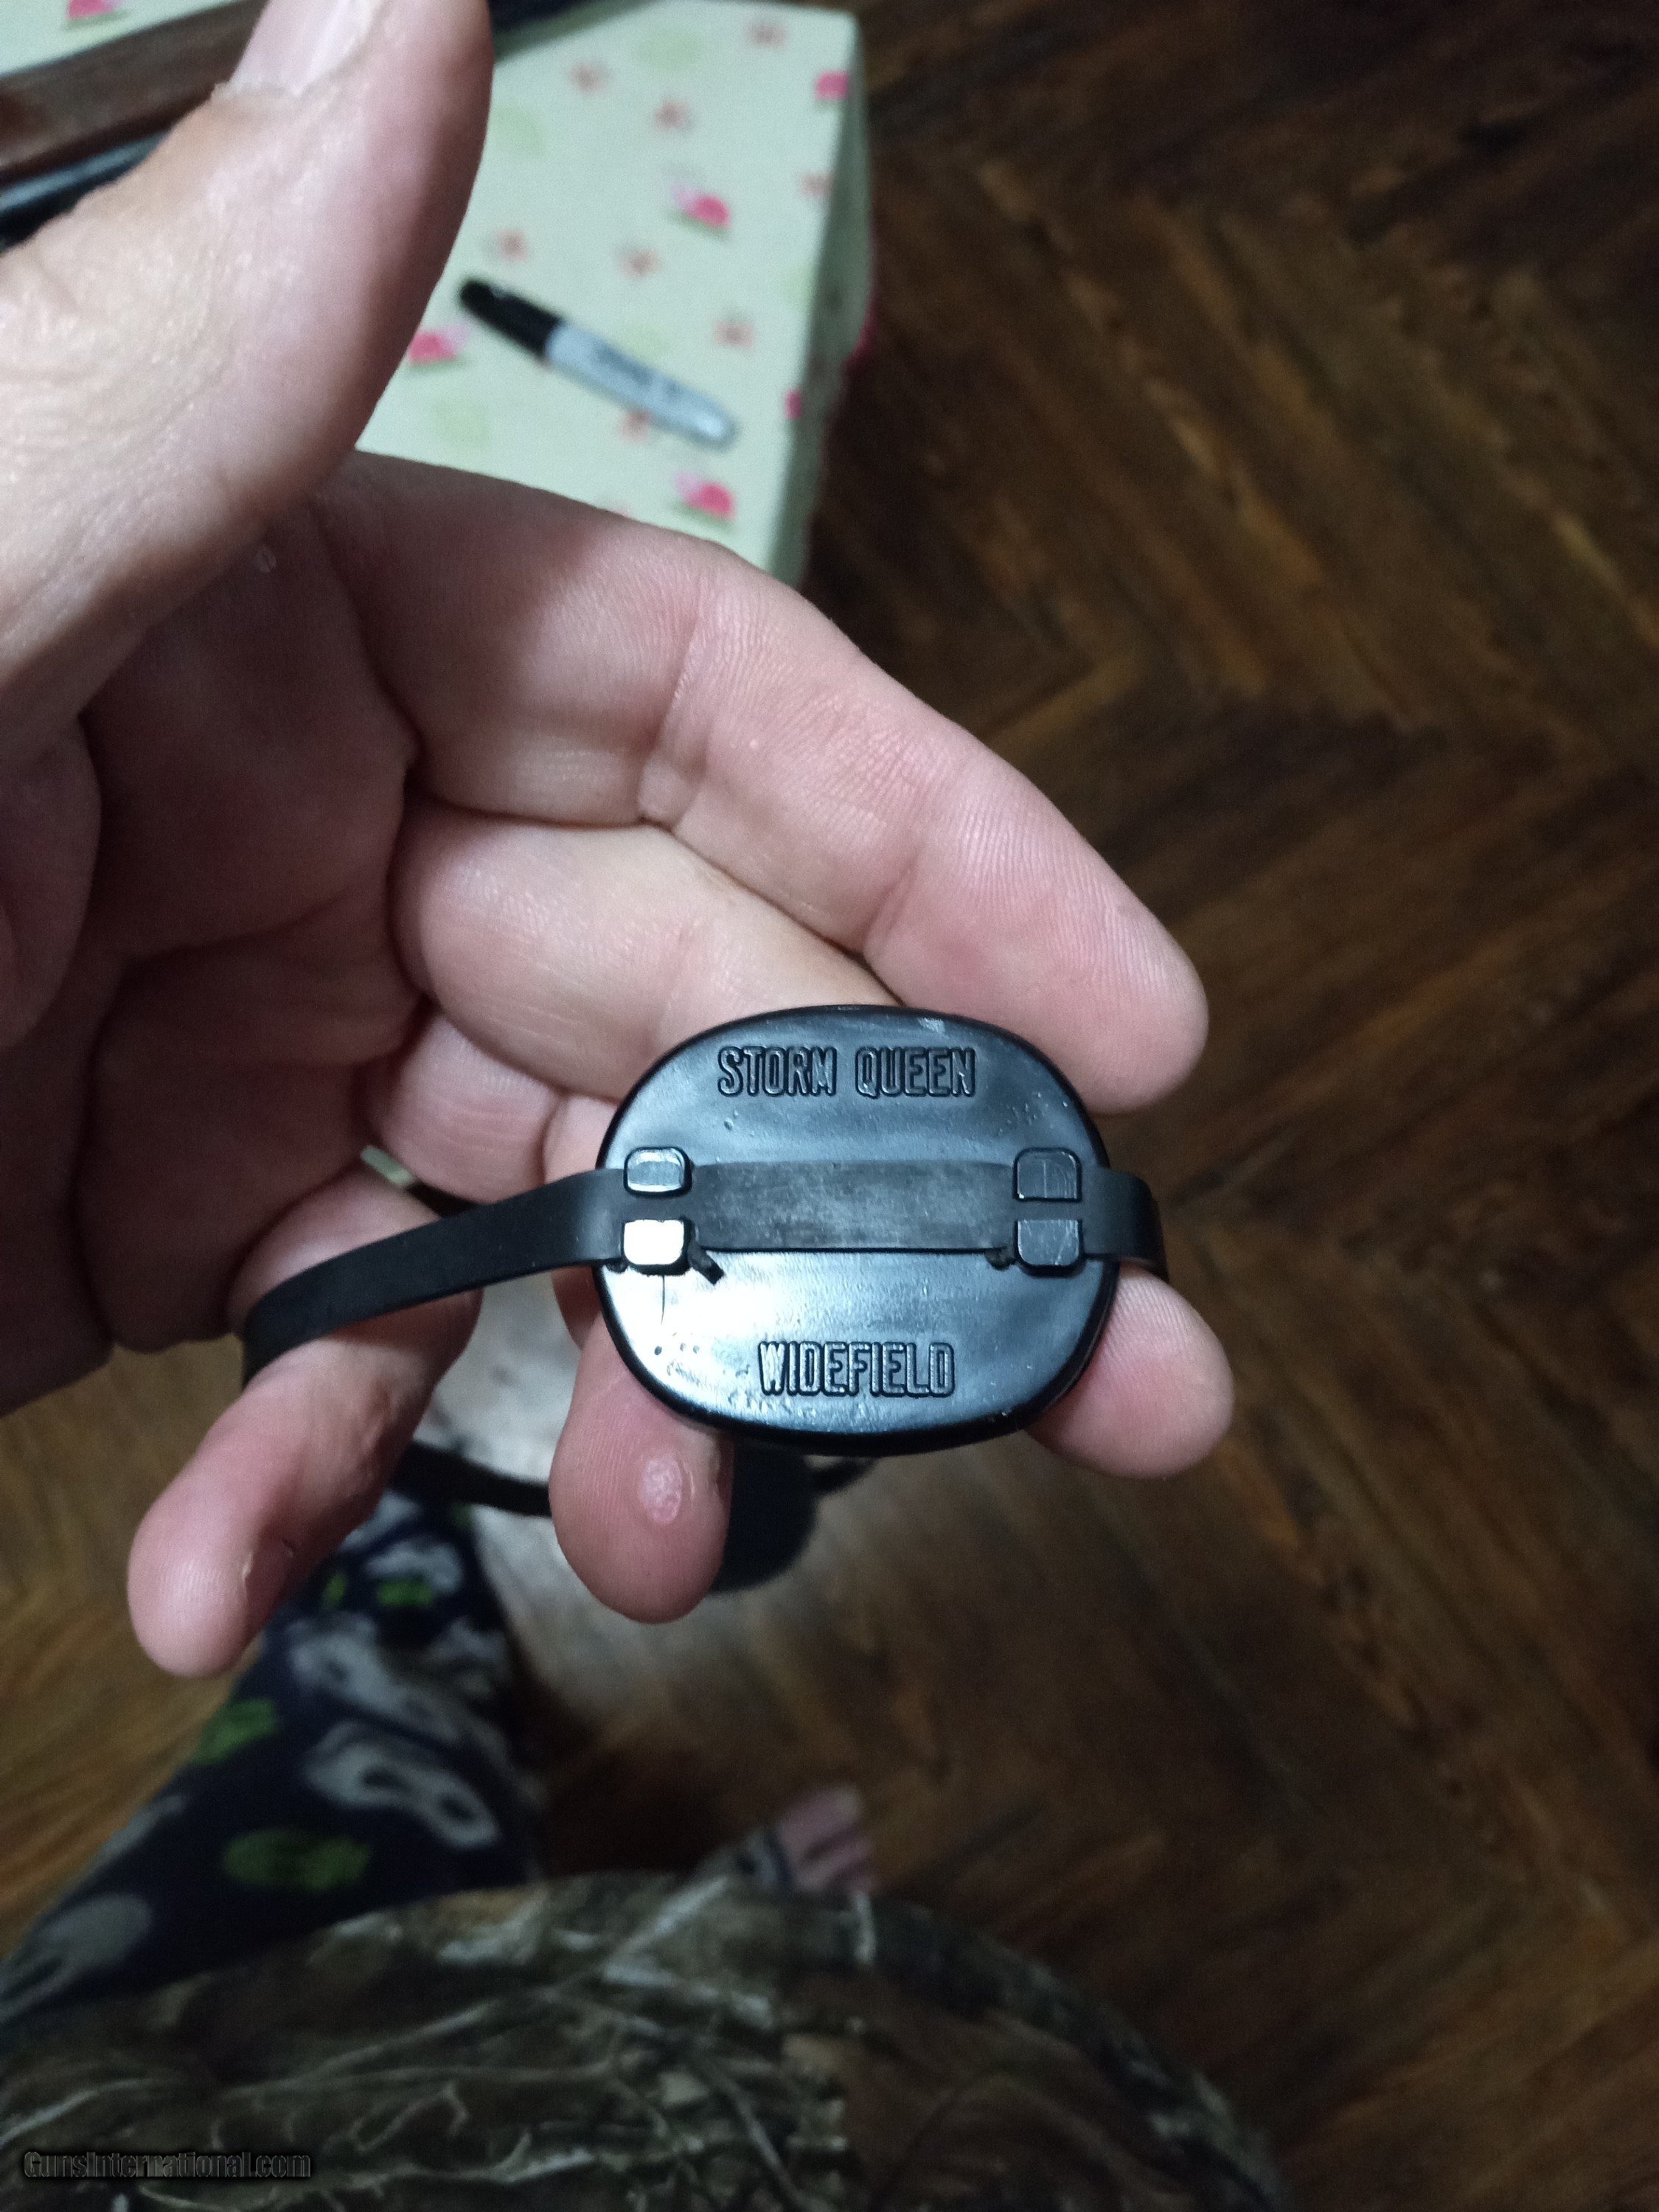 STORM QUEEN
WIDEFIELD
GunsInternational.com